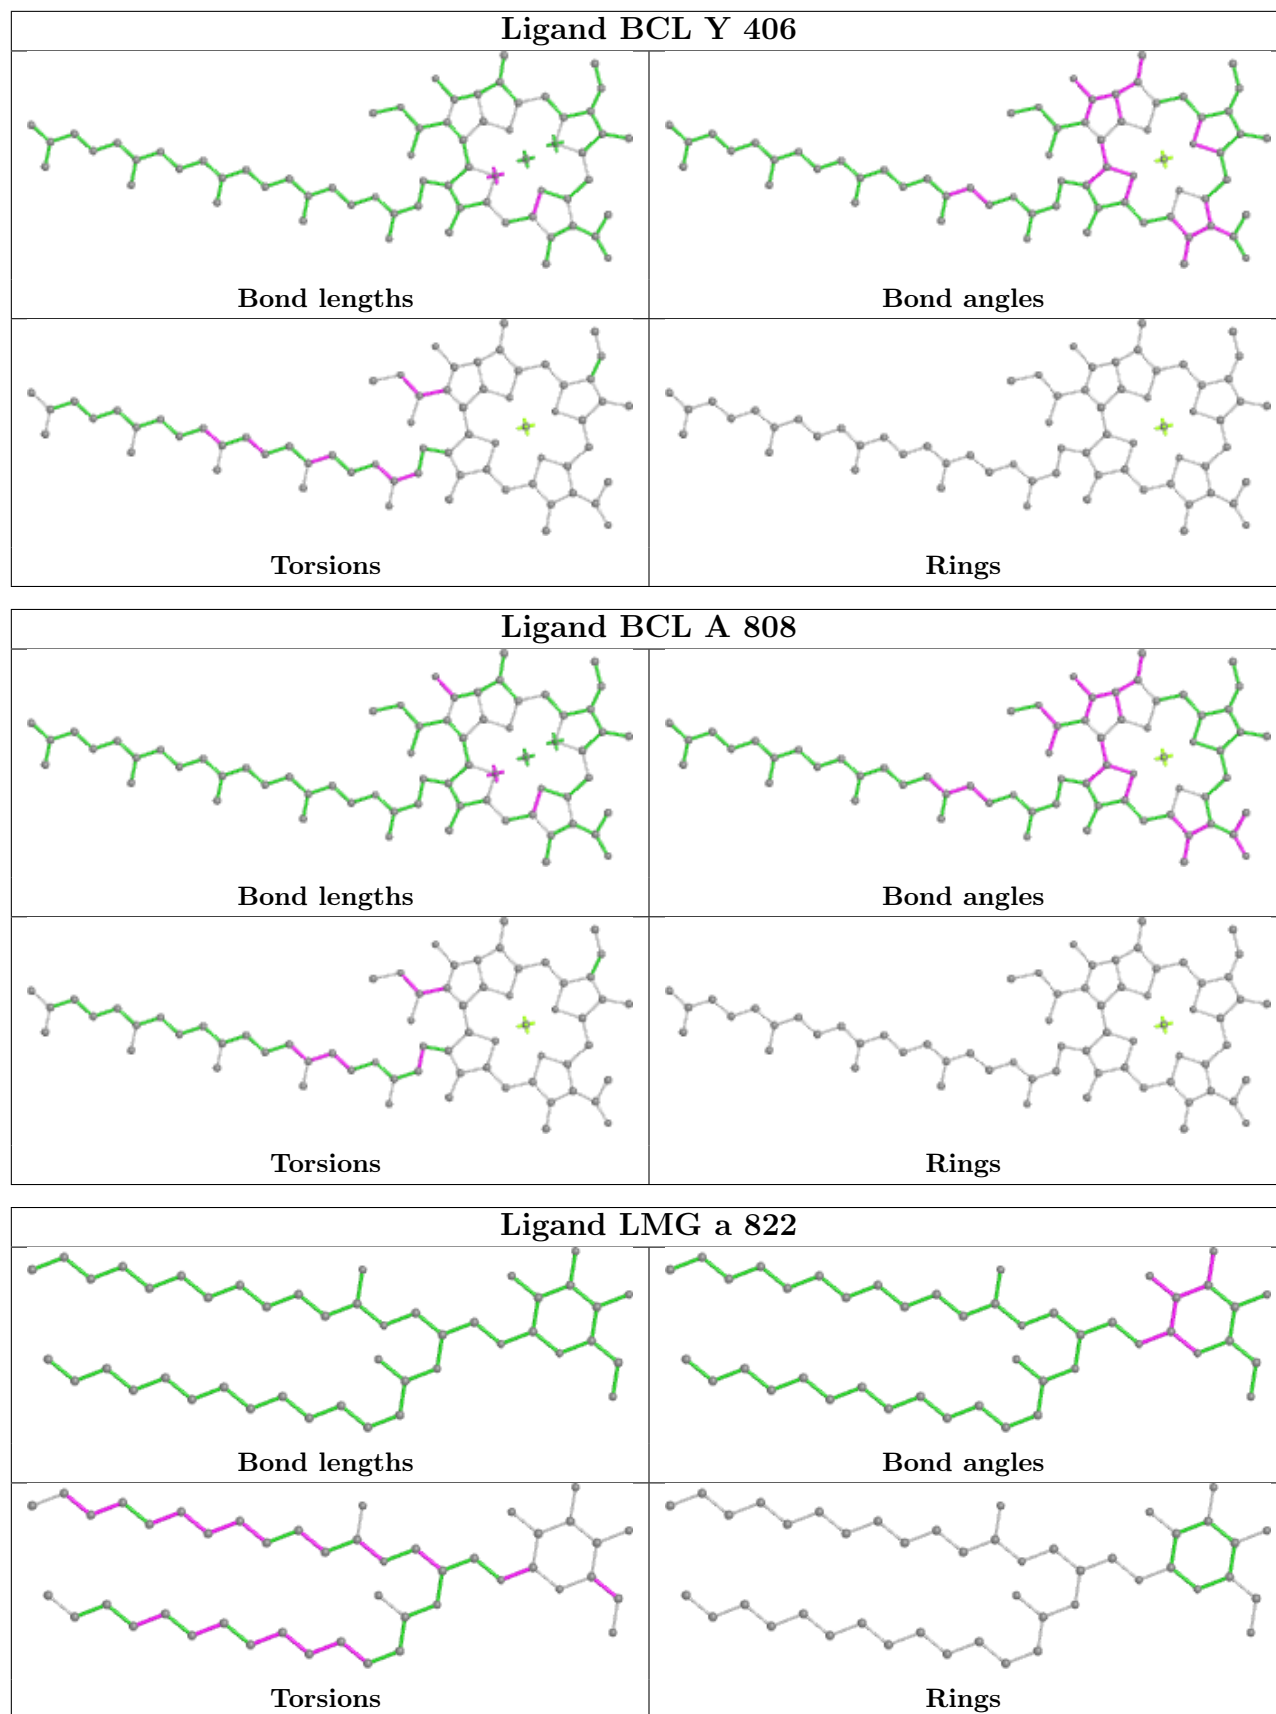 Ligand BCL Y 406
Bond lengths
Bond angles
Torsions
Rings
Ligand BCL A 808
Bond lengths
Bond angles
Torsions
Rings
Ligand LMG a 822
Bond lengths
Bond angles
Torsions
Rings